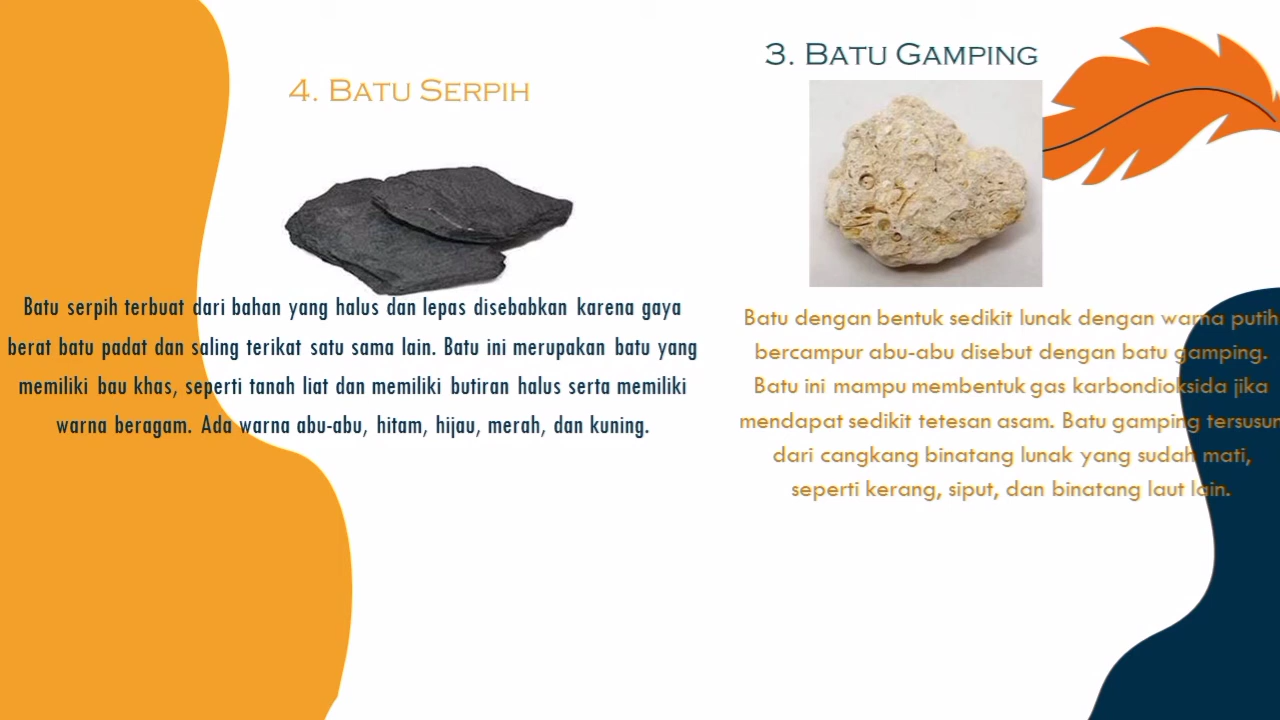 4. Batu Serpih
Batu serpih terbuat dari bahan yang halus dan lepas disebabkan karena gaya
berat batu padat dan saling terikat satu sama lain. Batu ini merupakan batu yang
memiliki bau khas, seperti tanah liat dan memiliki butiran halus serta memiliki
warna beragam. Ada warna abu-abu, hitam, hijau, merah, dan kuning.
3. Batu Gamping
Batu dengan bentuk sedikit lunak dengan warna putih
bercampur abu-abu disebut dengan batu gamping.
Batu ini mampu membentuk gas karbondioksida jika
mendapat sedikit tetesan asam. Batu gamping tersusun
dari cangkang binatang lunak yang sudah mati,
seperti kerang, siput, dan binatang laut lain.